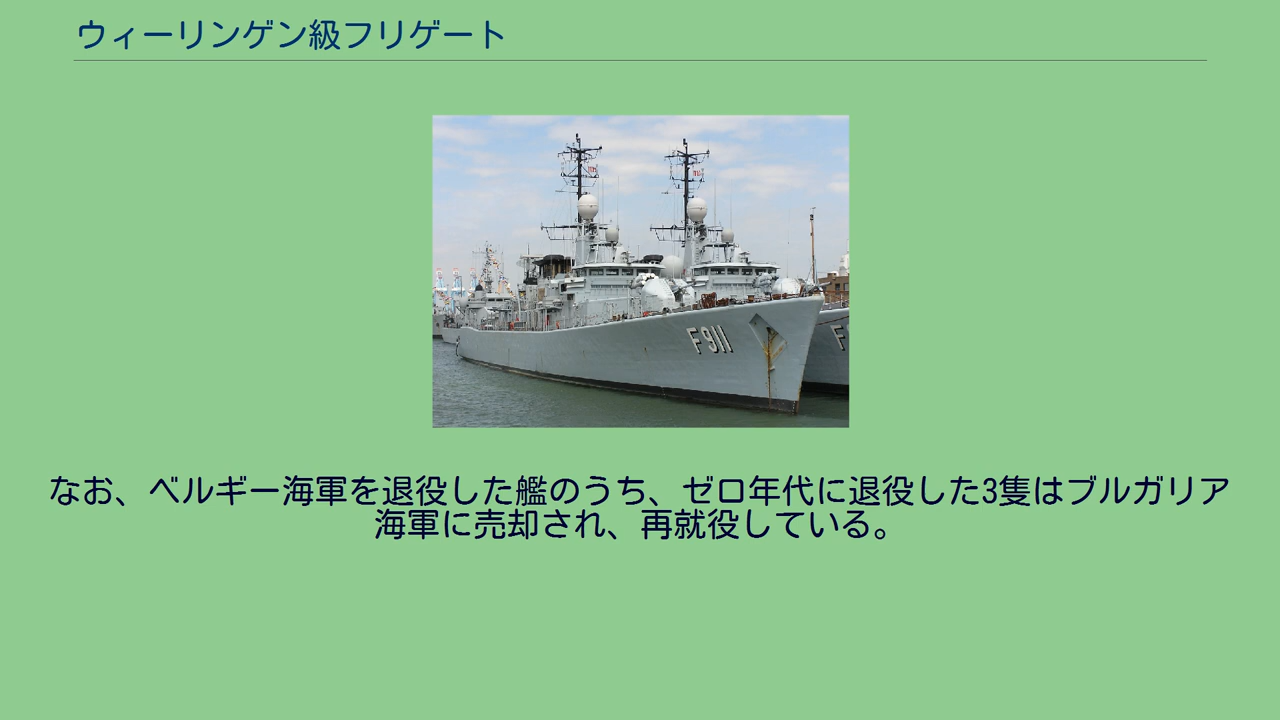 ウィーリンゲン級フリゲート
F911
F
なお、ベルギー海軍を退役した艦のうち、ゼロ年代に退役した3隻はブルガリア
海軍に売却され、再就役している。